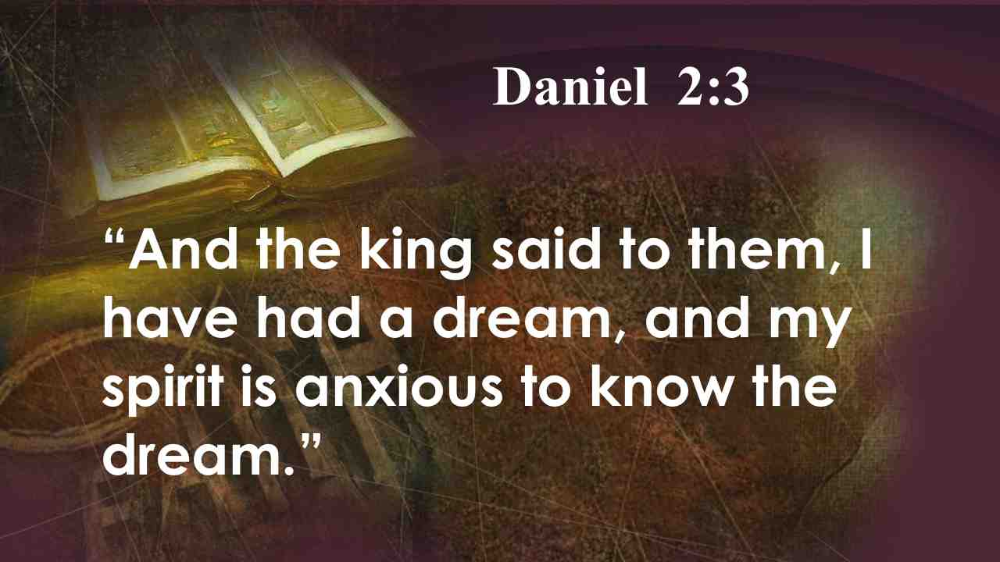 Daniel 2:3
“And the king said to them, I
have had a dream, and my
spirit is anxious to know the
dream.”